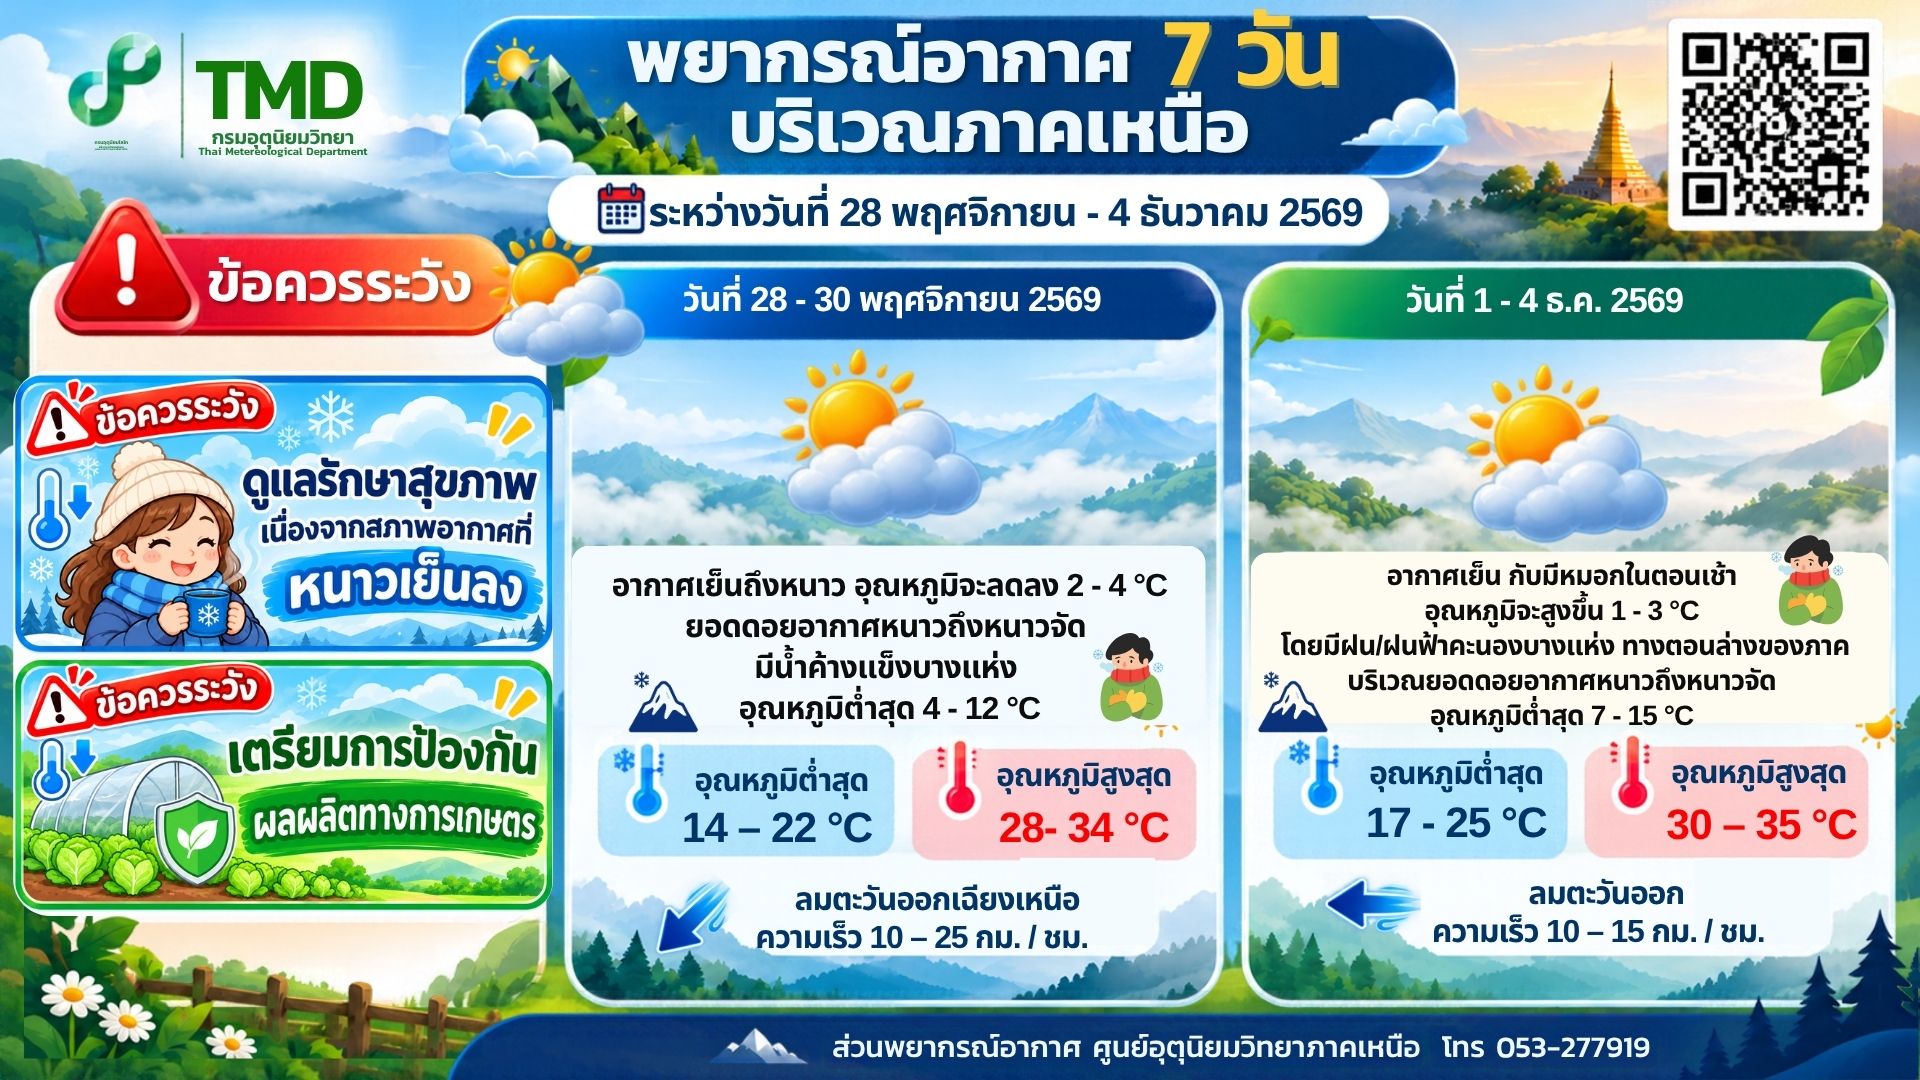 TMD
กรมอุตุนิยมวิทยา
Thai Metereological Department
พยากรณ์อากาศ 7 วัน
บริเวณภาคเหนือ
ระหว่างวันที่ 28 พฤศจิกายน - 4 ธันวาคม 2569
ข้อควรระวัง
ข้อควรระวัง
ดูแลรักษาสุขภาพ
เนื่องจากสภาพอากาศที่
หนาวเย็นลง
ข้อควรระวัง
เตรียมการป้องกัน
ผลผลิตทางการเกษตร
วันที่ 28 - 30 พฤศจิกายน 2569
อากาศเย็นถึงหนาว อุณหภูมิจะลดลง 2 - 4 °C
ยอดดอยอากาศหนาวถึงหนาวจัด
มีน้ำค้างแข็งบางแห่ง
อุณหภูมิต่ำสุด 4 - 12 °C
อุณหภูมิต่ำสุด
14 – 22 °C
อุณหภูมิสูงสุด
28- 34 °C
ลมตะวันออกเฉียงเหนือ
ความเร็ว 10 – 25 กม. / ชม.
วันที่ 1 - 4 ธ.ค. 2569
อากาศเย็น กับมีหมอกในตอนเช้า
อุณหภูมิจะสูงขึ้น 1 - 3 °C
โดยมีฝน/ฝนฟ้าคะนองบางแห่ง ทางตอนล่างของภาค
บริเวณยอดดอยอากาศหนาวถึงหนาวจัด
อุณหภูมิต่ำสุด 7 - 15 °C
อุณหภูมิต่ำสุด
17 - 25 °C
อุณหภูมิสูงสุด
30 – 35 °C
ลมตะวันออก
ความเร็ว 10 – 15 กม. / ชม.
ส่วนพยากรณ์อากาศ ศูนย์อุตุนิยมวิทยาภาคเหนือ โทร 053-277919